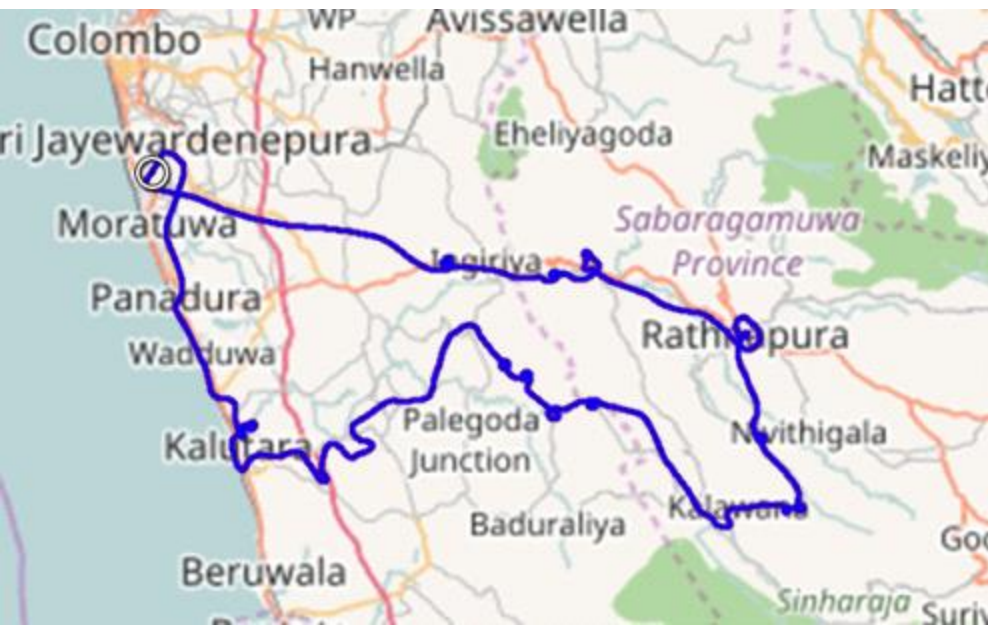 WP
Avissawella
Colombo
Hanwella
Hatt
Eheliyagoda
ri Jayewardenepura
Maskeliy
Moratuwa
Sabaragamuwa
Province
Ingiriya
Panadura
Rathnapura
Wadduwa
Palegoda
Junction
Nivithigala
Kalutara
Kalawana
Baduraliya
Goo
Beruwala
Sinharaja
Suriy